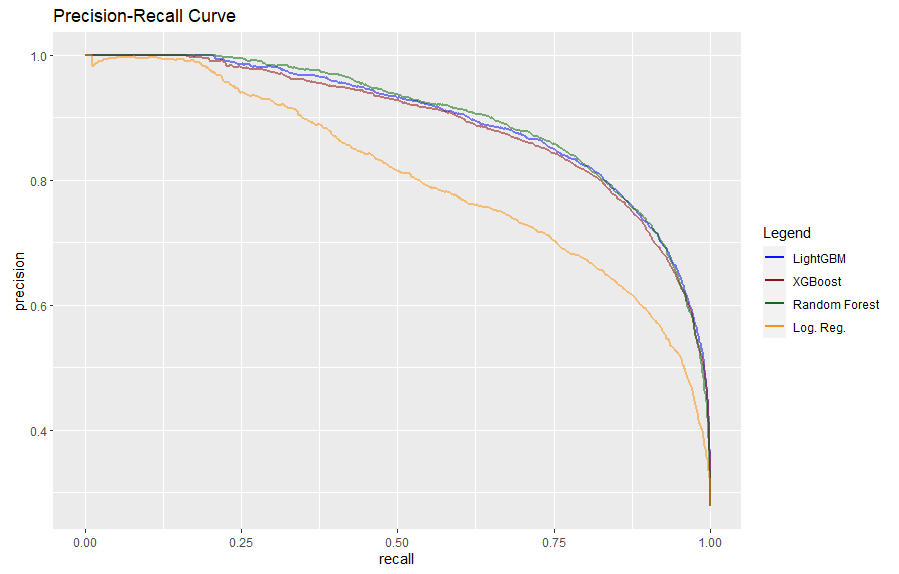 Precision-Recall Curve
precision
1.0
0.8
0.6
0.4
0.00
0.25
0.50
0.75
1.00
recall
Legend
LightGBM
XGBoost
Random Forest
Log. Reg.